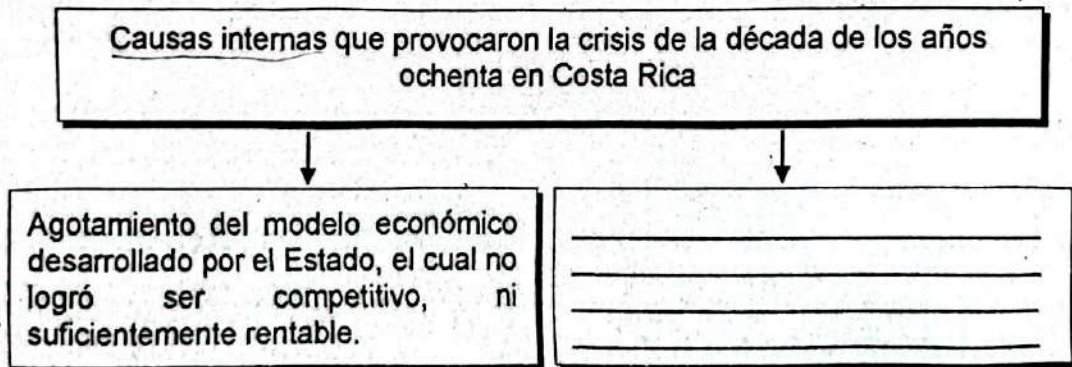 Causas internas que provocaron la crisis de la década de los años
ochenta en Costa Rica
Agotamiento del modelo económico
desarrollado por el Estado, el cual no
logró ser competitivo, ni
suficientemente rentable.